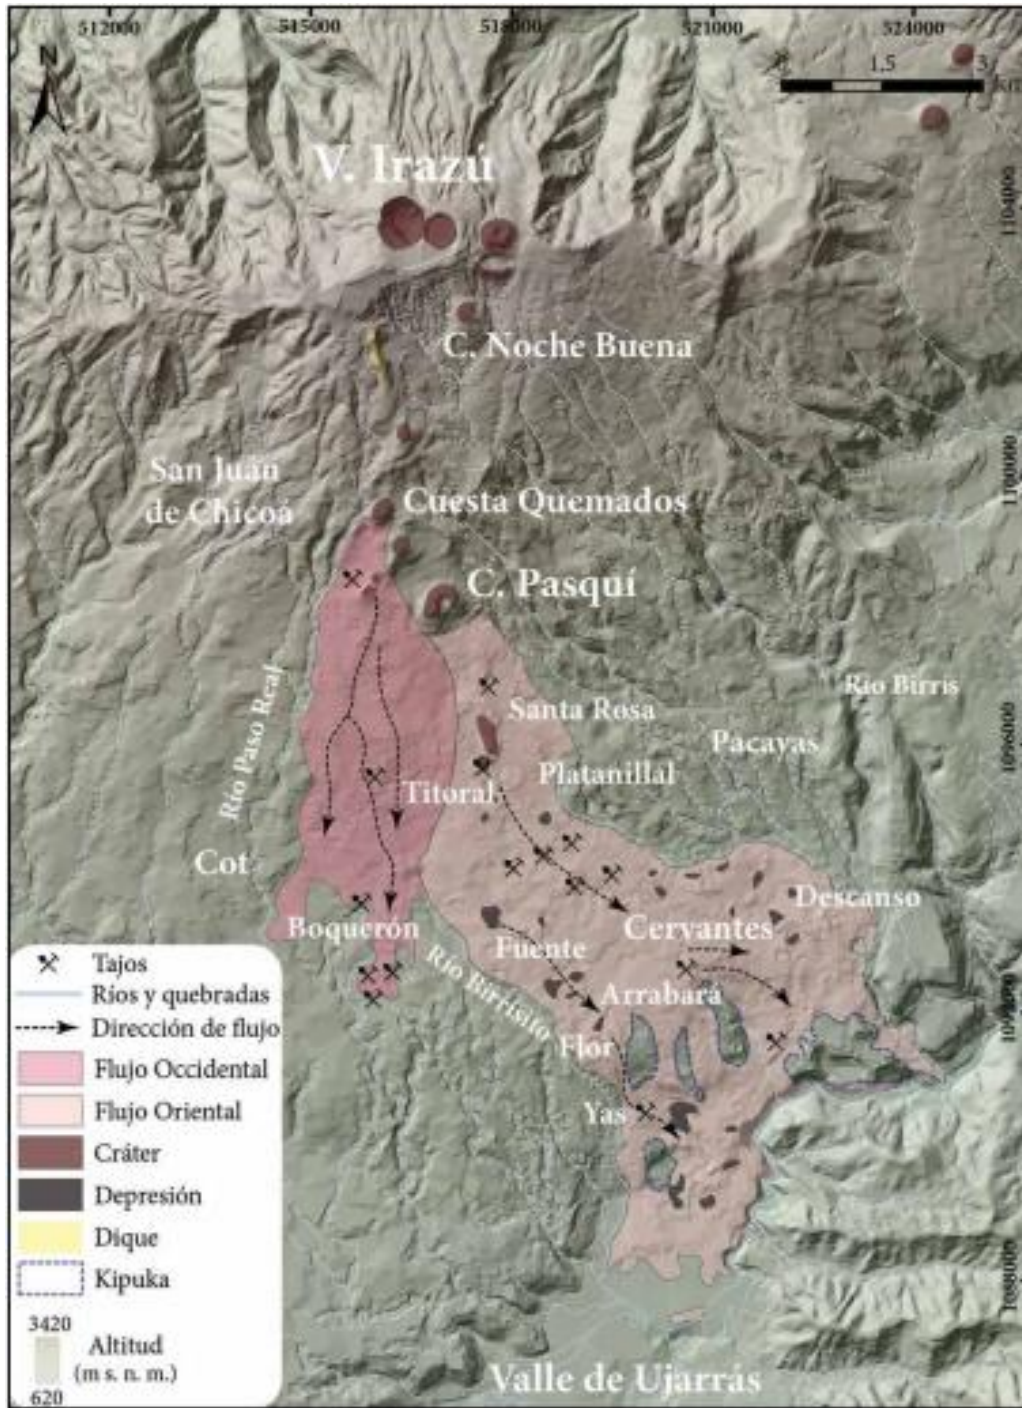 512000
515000
518000
521000
524000
N
1,5
3
km
V. Irazú
1104000
C. Noche Buena
San Juan
de Chicoá
Cuesta Quemados
1100000
C. Pasquí
Río Paso Real
Río Birrís
Santa Rosa
Pacayas
1096000
Platanillal
Titoral
Cot
Descanso
Boquerón
Fuente
Cervantes
Río Birrisito
Arrabará
1092000
Flor
Yas
1088000
Valle de Ujarrás
Tajos
Ríos y quebradas
Dirección de flujo
Flujo Occidental
Flujo Oriental
Cráter
Depresión
Dique
Kipuka
3420
Altitud
(m s. n. m.)
620